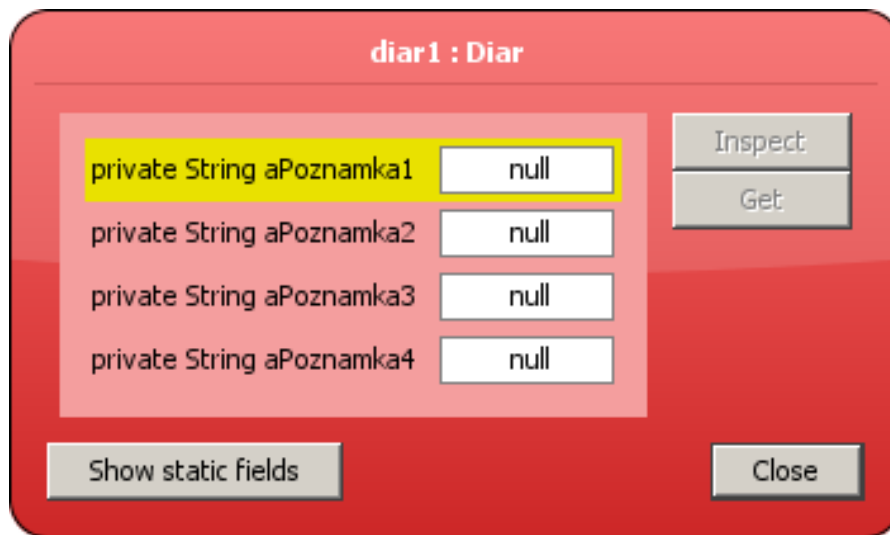 diar1 : Diar
private String aPoznamka1 null
private String aPoznamka2 null
private String aPoznamka3 null
private String aPoznamka4 null
Inspect
Get
Show static fields
Close